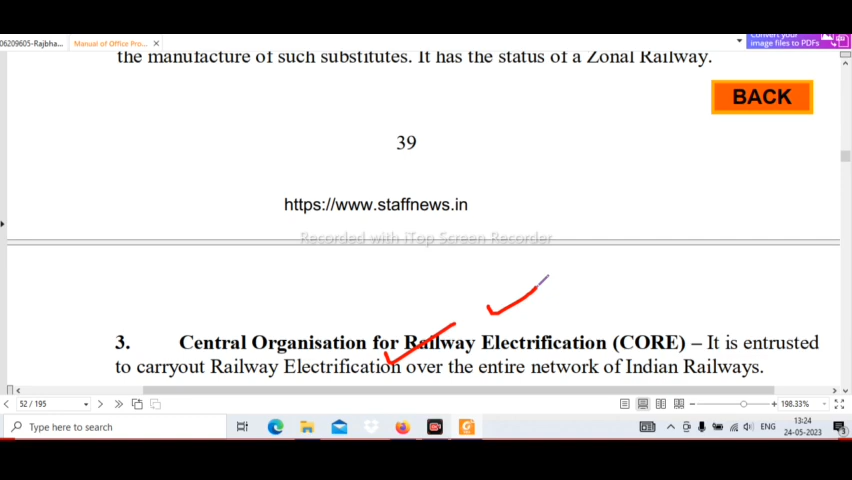 06209605-Rajbha...
Manual of Office Pro...
Convert your
image files to PDFs
the manufacture of such substitutes. It has the status of a Zonal Railway.
BACK
39
https://www.staffnews.in
Recorded with iTop Screen Recorder
3. Central Organisation for Railway Electrification (CORE) – It is entrusted
to carryout Railway Electrification over the entire network of Indian Railways.
52 / 195
198.33%
Type here to search
ENG
13:24
24-05-2023
3